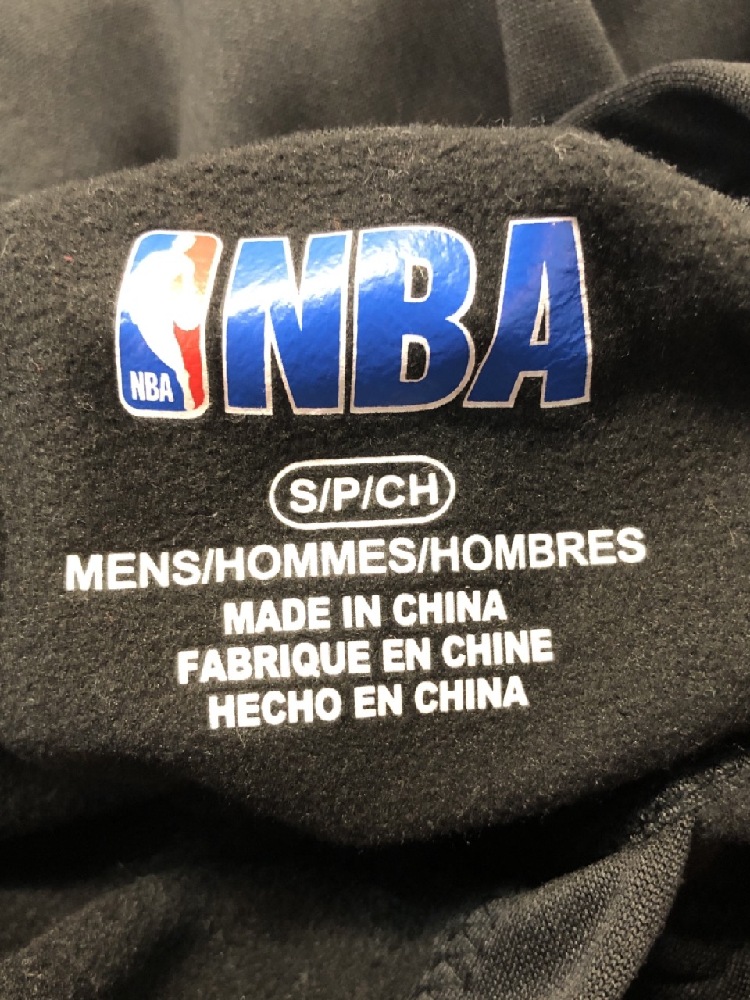 NBA NBA
S/P/CH
MENS/HOMMES/HOMBRES
MADE IN CHINA
FABRIQUE EN CHINE
HECHO EN CHINA